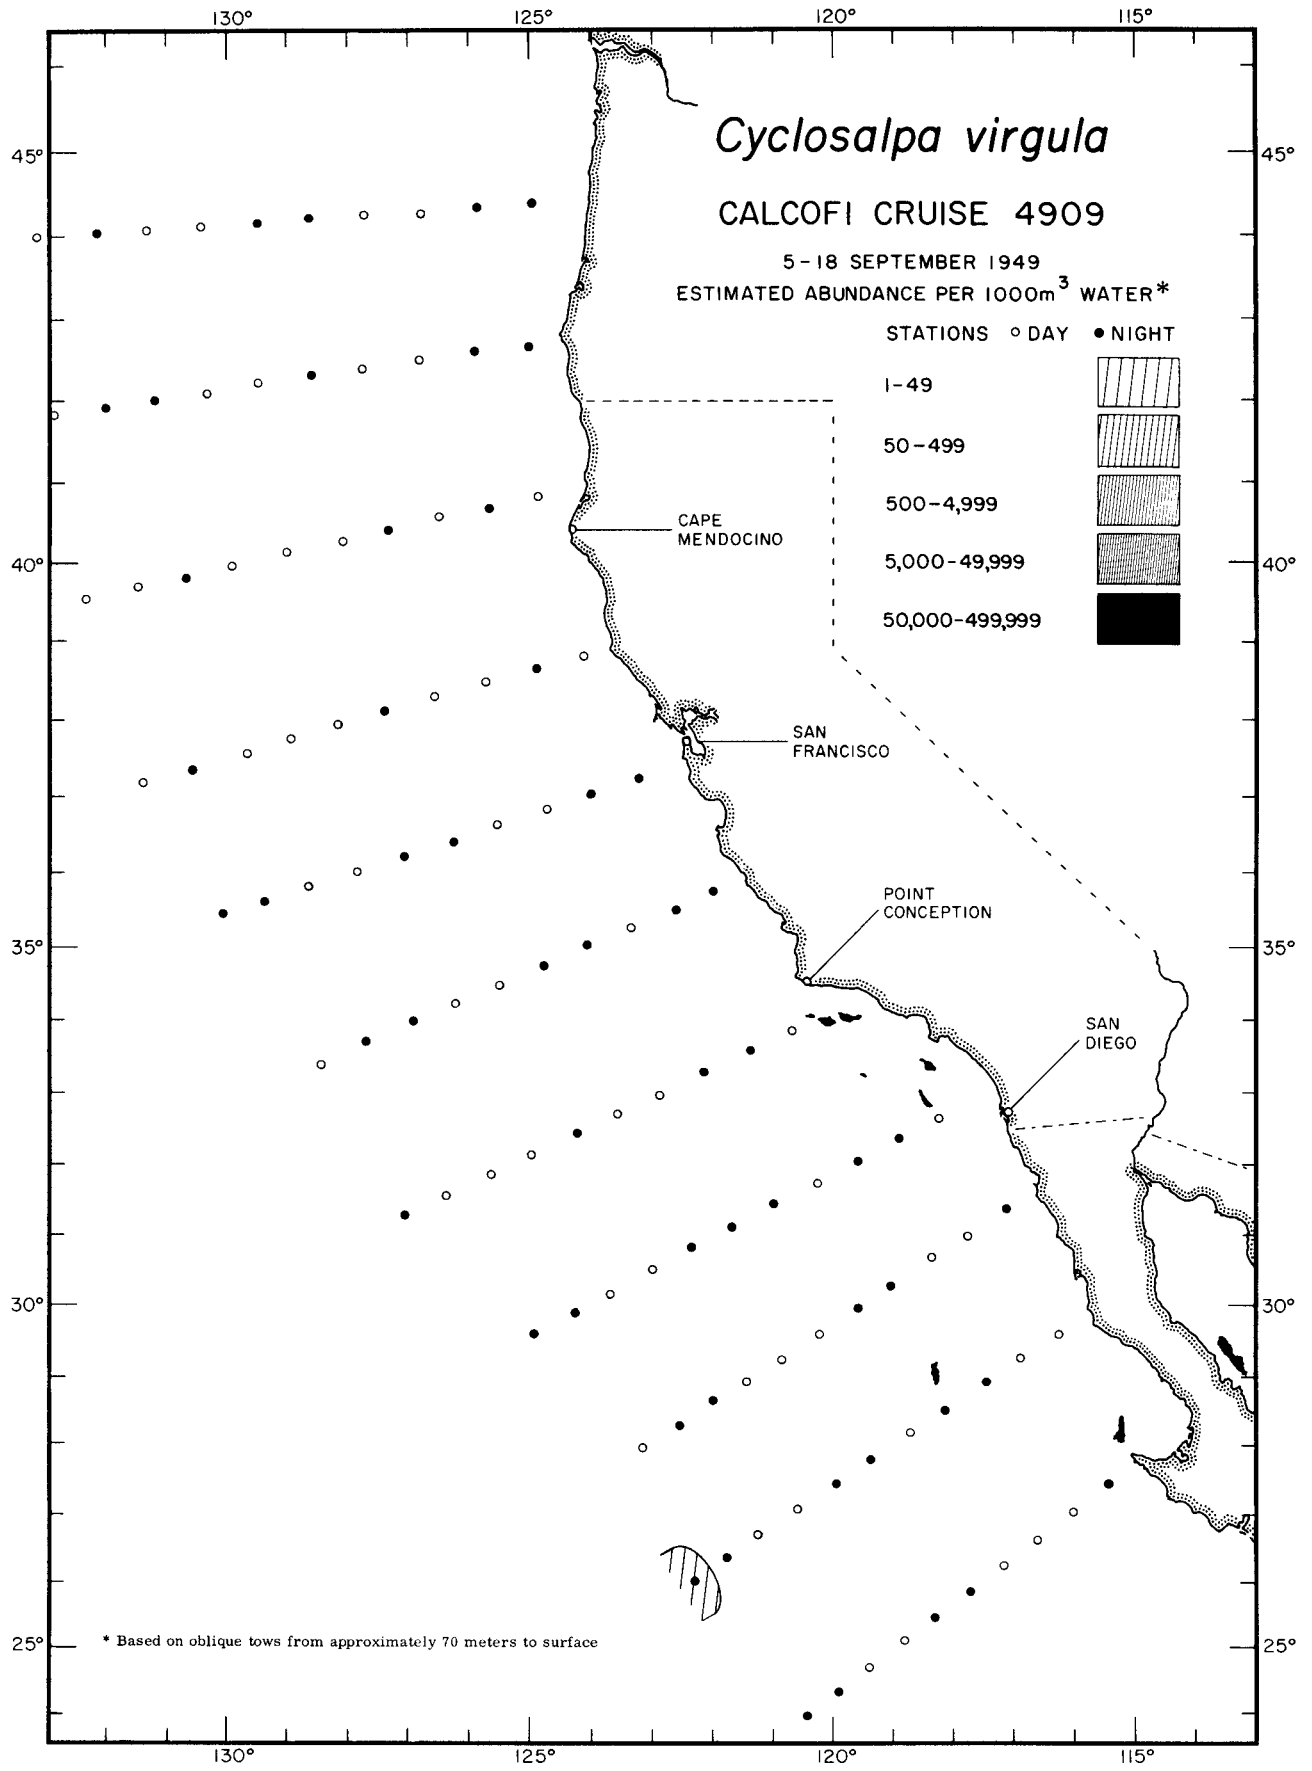 130° 125° 120° 115°
Cyclosalpa virgula
45° 45°
CALCOFI CRUISE 4909
5-18 SEPTEMBER 1949
ESTIMATED ABUNDANCE PER 1000m³ WATER*
STATIONS ○ DAY ● NIGHT
1-49
50-499
500-4,999
5,000-49,999
50,000-499,999
CAPE
MENDOCINO
40° 40°
SAN
FRANCISCO
POINT
CONCEPTION
35° 35°
SAN
DIEGO
30° 30°
* Based on oblique tows from approximately 70 meters to surface
25° 25°
130° 125° 120° 115°